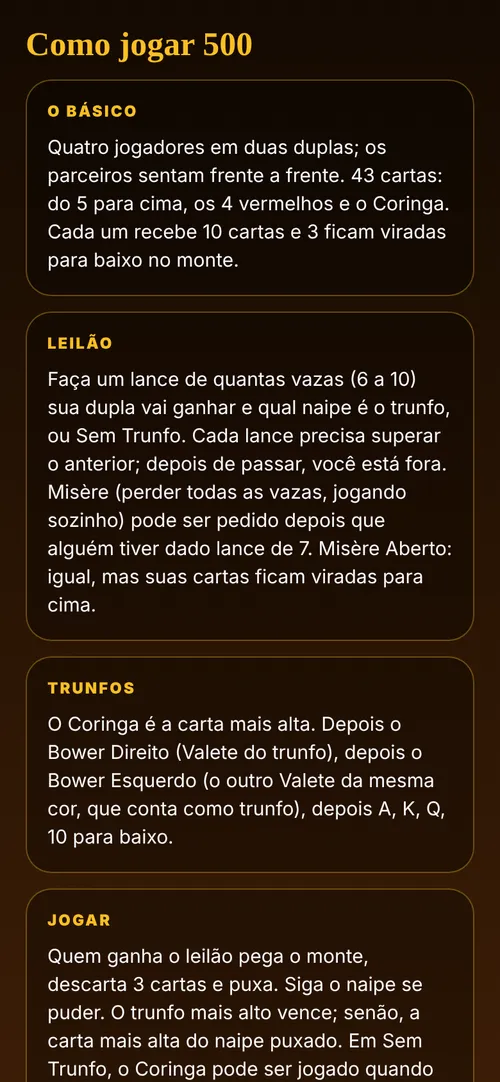 Como jogar 500
O BÁSICO
Quatro jogadores em duas duplas; os
parceiros sentam frente a frente. 43 cartas:
do 5 para cima, os 4 vermelhos e o Coringa.
Cada um recebe 10 cartas e 3 ficam viradas
para baixo no monte.
LEILÃO
Faça um lance de quantas vazas (6 a 10)
sua dupla vai ganhar e qual naipe é o trunfo,
ou Sem Trunfo. Cada lance precisa superar
o anterior; depois de passar, você está fora.
Misère (perder todas as vazas, jogando
sozinho) pode ser pedido depois que
alguém tiver dado lance de 7. Misère Aberto:
igual, mas suas cartas ficam viradas para
cima.
TRUNFOS
O Coringa é a carta mais alta. Depois o
Bower Direito (Valete do trunfo), depois o
Bower Esquerdo (o outro Valete da mesma
cor, que conta como trunfo), depois A, K, Q,
10 para baixo.
JOGAR
Quem ganha o leilão pega o monte,
descarta 3 cartas e puxa. Siga o naipe se
puder. O trunfo mais alto vence; senão, a
carta mais alta do naipe puxado. Em Sem
Trunfo, o Coringa pode ser jogado quando